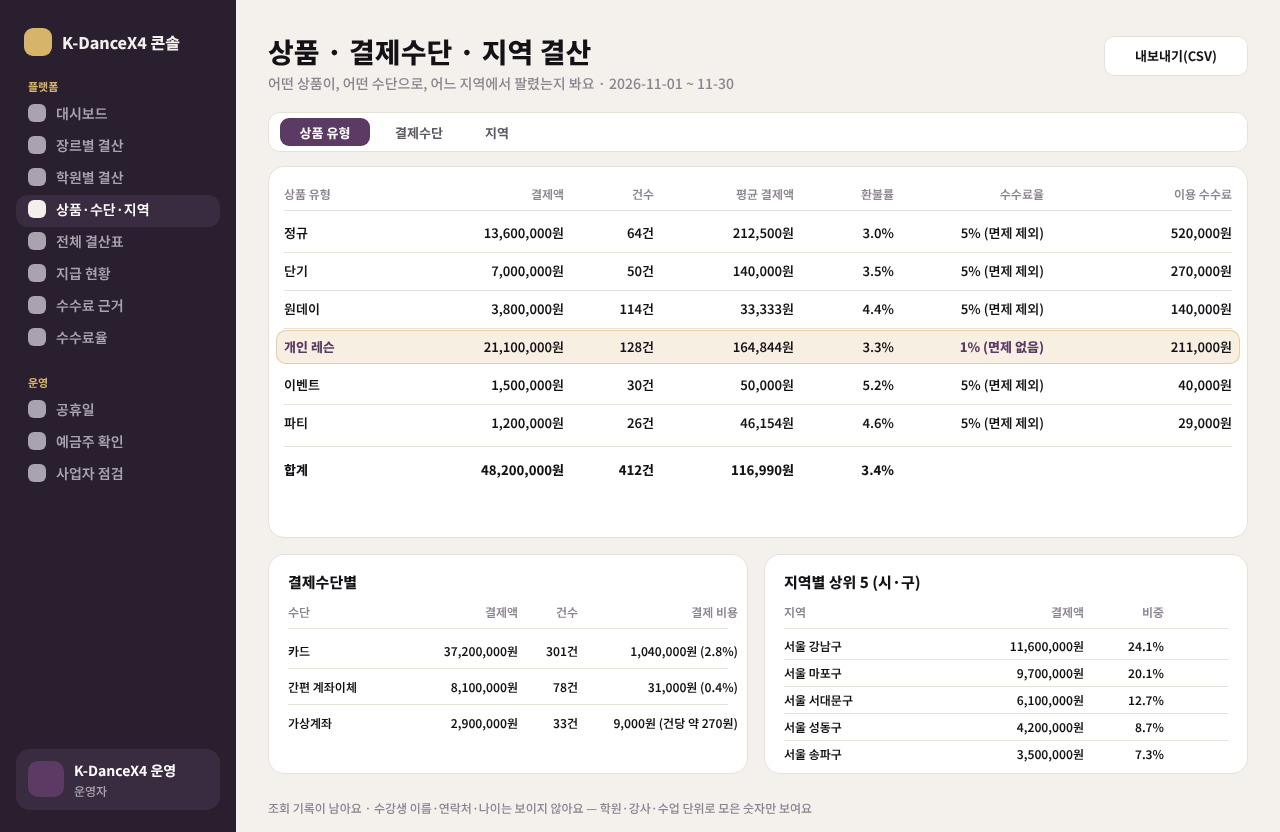 K-DanceX4 콘솔
플랫폼
대시보드
장르별 결산
학원별 결산
상품·수단·지역
전체 결산표
지급 현황
수수료 근거
수수료율
운영
공휴일
예금주 확인
사업자 점검
K-DanceX4 운영
운영자
상품 · 결제수단 · 지역 결산
어떤 상품이, 어떤 수단으로, 어느 지역에서 팔렸는지 봐요 · 2026-11-01 ~ 11-30
내보내기(CSV)
상품 유형 결제수단 지역
상품 유형 결제액 건수 평균 결제액 환불률 수수료율 이용 수수료
정규 13,600,000원 64건 212,500원 3.0% 5% (면제 제외) 520,000원
단기 7,000,000원 50건 140,000원 3.5% 5% (면제 제외) 270,000원
원데이 3,800,000원 114건 33,333원 4.4% 5% (면제 제외) 140,000원
개인 레슨 21,100,000원 128건 164,844원 3.3% 1% (면제 없음) 211,000원
이벤트 1,500,000원 30건 50,000원 5.2% 5% (면제 제외) 40,000원
파티 1,200,000원 26건 46,154원 4.6% 5% (면제 제외) 29,000원
합계 48,200,000원 412건 116,990원 3.4%
결제수단별
수단 결제액 건수 결제 비용
카드 37,200,000원 301건 1,040,000원 (2.8%)
간편 계좌이체 8,100,000원 78건 31,000원 (0.4%)
가상계좌 2,900,000원 33건 9,000원 (건당 약 270원)
지역별 상위 5 (시·구)
지역 결제액 비중
서울 강남구 11,600,000원 24.1%
서울 마포구 9,700,000원 20.1%
서울 서대문구 6,100,000원 12.7%
서울 성동구 4,200,000원 8.7%
서울 송파구 3,500,000원 7.3%
조회 기록이 남아요 · 수강생 이름·연락처·나이는 보이지 않아요 — 학원·강사·수업 단위로 모은 숫자만 보여요